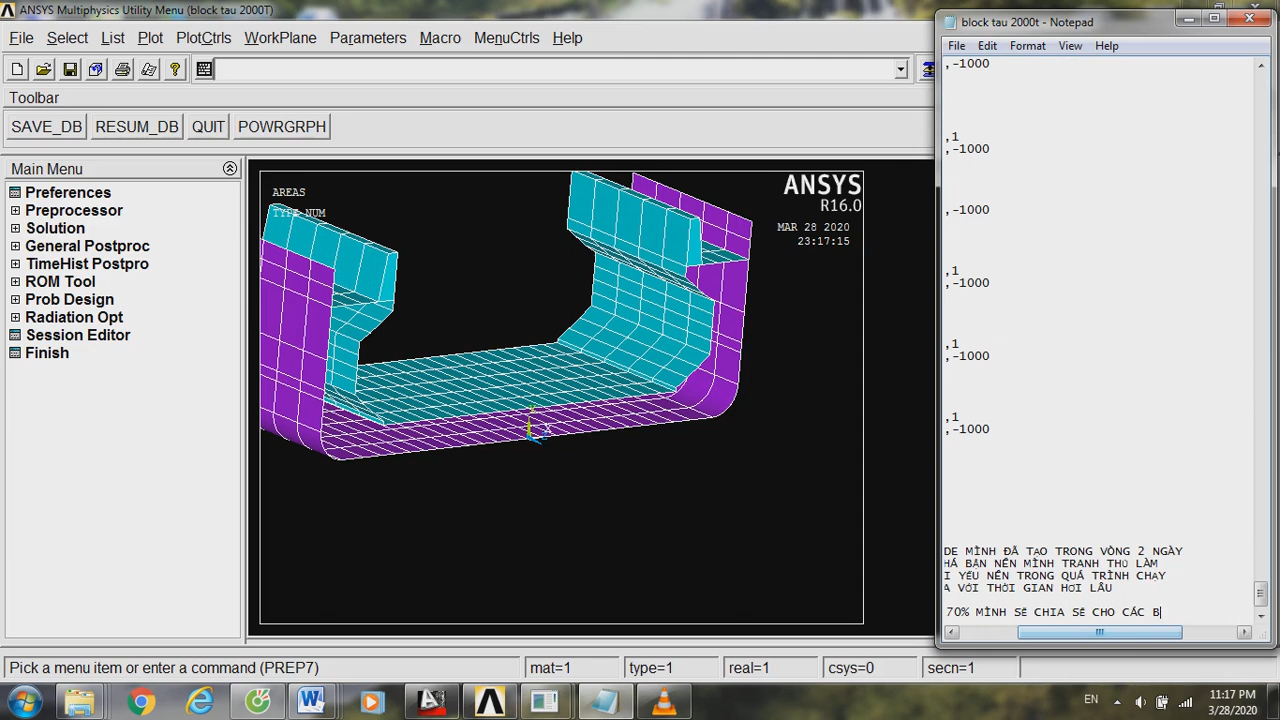 ANSYS Multiphysics Utility Menu (block tau 2000T)
File Select List Plot PlotCtrls WorkPlane Parameters Macro MenuCtrls Help
Toolbar
SAVE_DB RESUM_DB QUIT POWRGRPH
Main Menu
Preferences
Preprocessor
Solution
General Postproc
TimeHist Postpro
ROM Tool
Prob Design
Radiation Opt
Session Editor
Finish
AREAS
TYPE NUM
ANSYS
R16.0
MAR 28 2020
23:17:15
X
block tau 2000t - Notepad
File Edit Format View Help
,-1000
,1
,-1000
,-1000
,1
,-1000
,1
,-1000
,1
,-1000
DE MÌNH ĐÃ TẠO TRONG VÒNG 2 NGÀY
HÁ BẬN NÊN MÌNH TRANH THỦ LÀM
I YẾU NÊN TRONG QUÁ TRÌNH CHẠY
A VỚI THỜI GIAN HƠI LÂU
70% MÌNH SẼ CHIA SẼ CHO CÁC B
Pick a menu item or enter a command (PREP7)
mat=1
type=1
real=1
csys=0
secn=1
EN
11:17 PM
3/28/2020